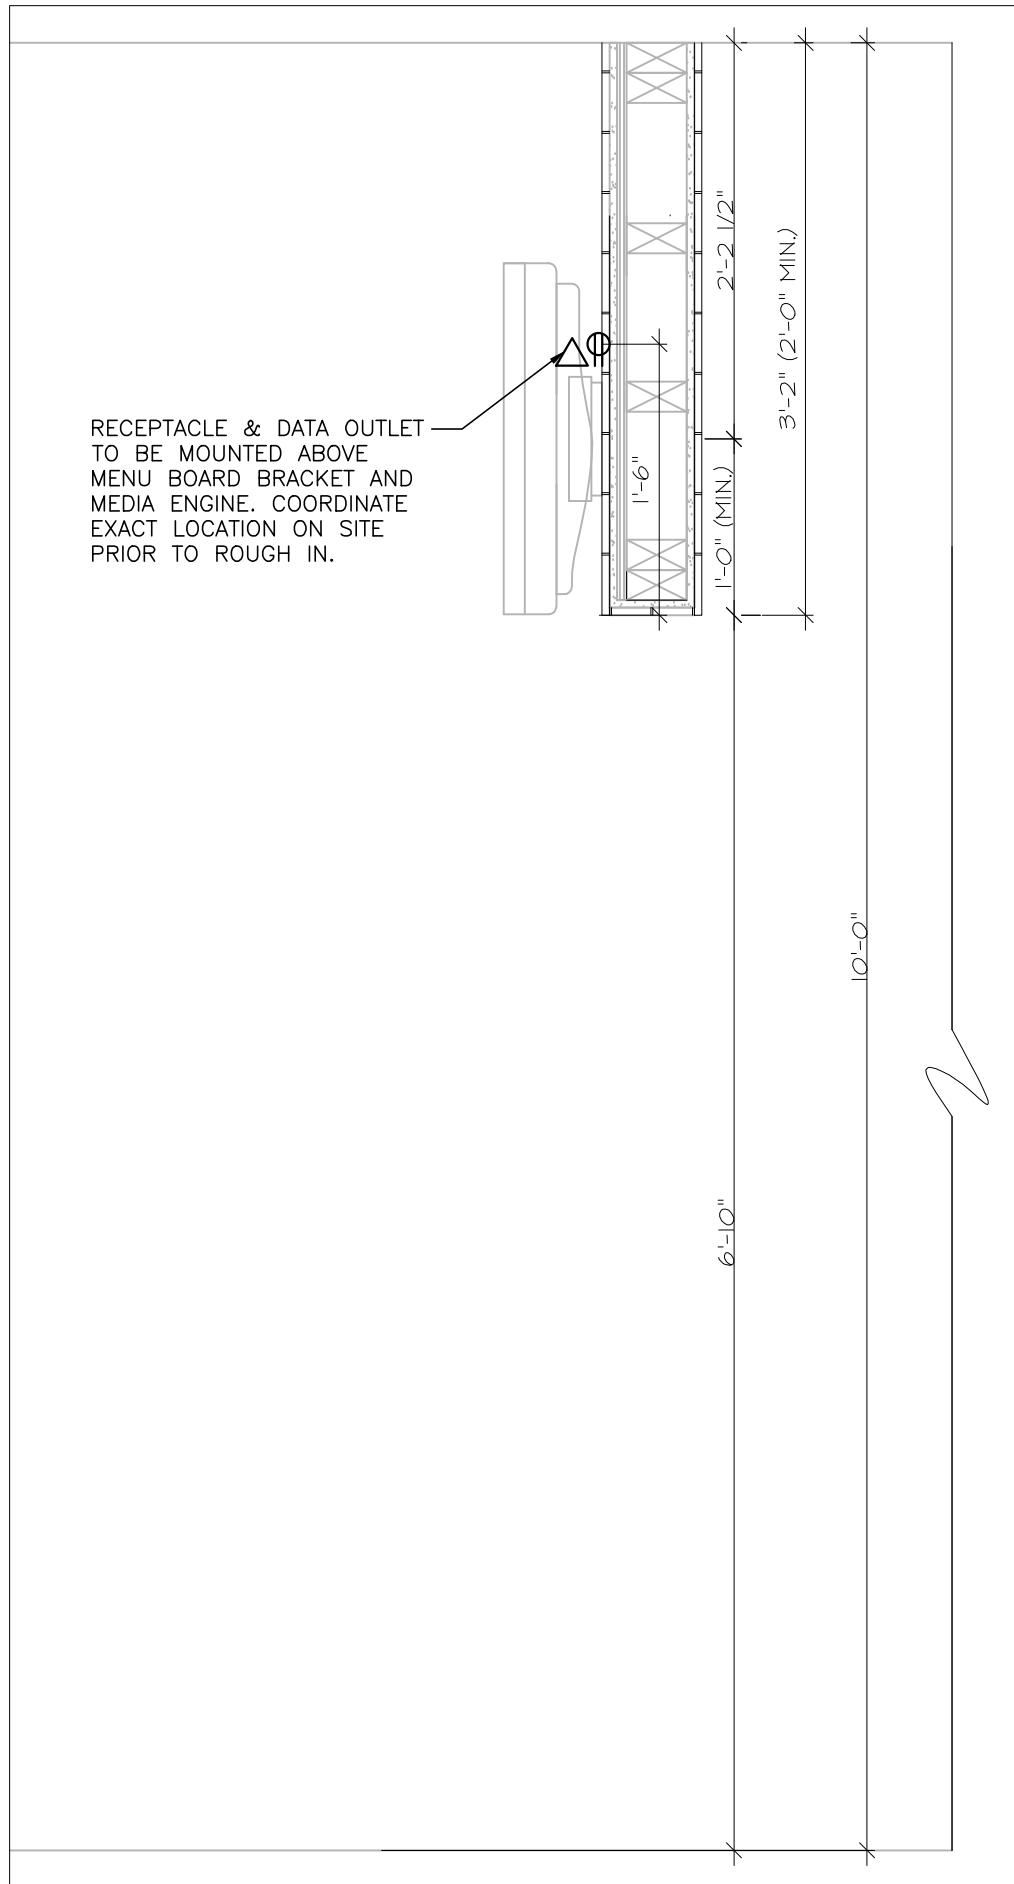 RECEPTACLE & DATA OUTLET
TO BE MOUNTED ABOVE
MENU BOARD BRACKET AND
MEDIA ENGINE. COORDINATE
EXACT LOCATION ON SITE
PRIOR TO ROUGH IN.
1'-6"
2'-2 1/2"
1'-0" (MIN.)
3'-2" (2'-0" MIN.)
10'-0"
6'-10"